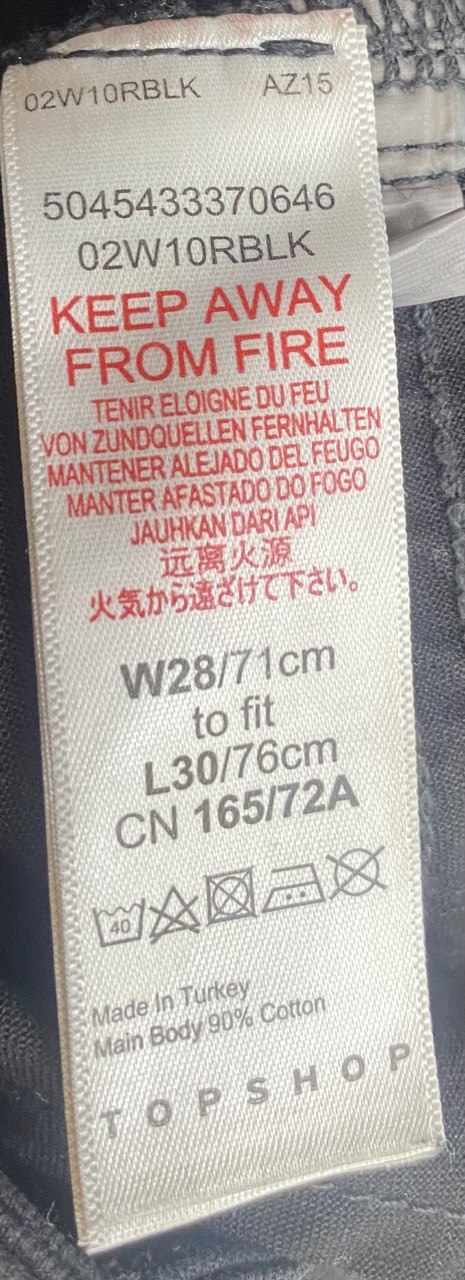 02W10RBLK AZ15
5045433370646
02W10RBLK
KEEP AWAY
FROM FIRE
TENIR ELOIGNE DU FEU
VON ZUNDQUELLEN FERNHALTEN
MANTENER ALEJADO DEL FEUGO
MANTER AFASTADO DO FOGO
JAUHKAN DARI API
远离火源
火気から遠ざけて下さい。
W28/71cm
to fit
L30/76cm
CN 165/72A
40
Made In Turkey
Main Body 90% Cotton
TOPSHOP